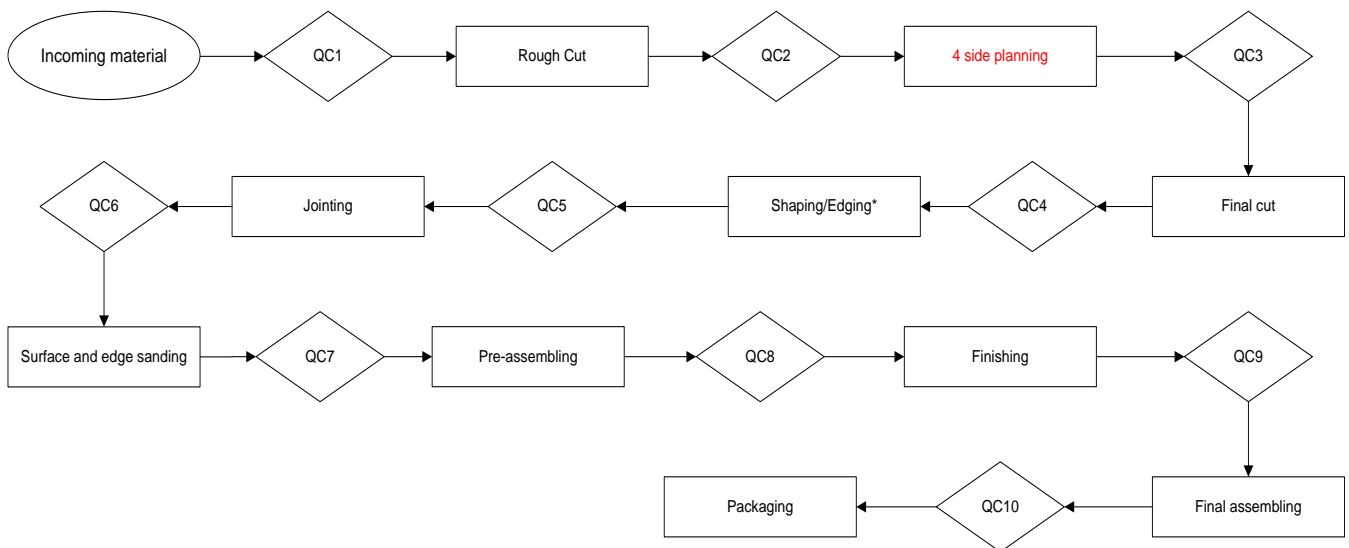 Incoming material
QC1
Rough Cut
QC2
4 side planning
QC3
Final cut
QC4
Shaping/Edging*
QC5
Jointing
QC6
Surface and edge sanding
QC7
Pre-assembling
QC8
Finishing
QC9
Final assembling
QC10
Packaging